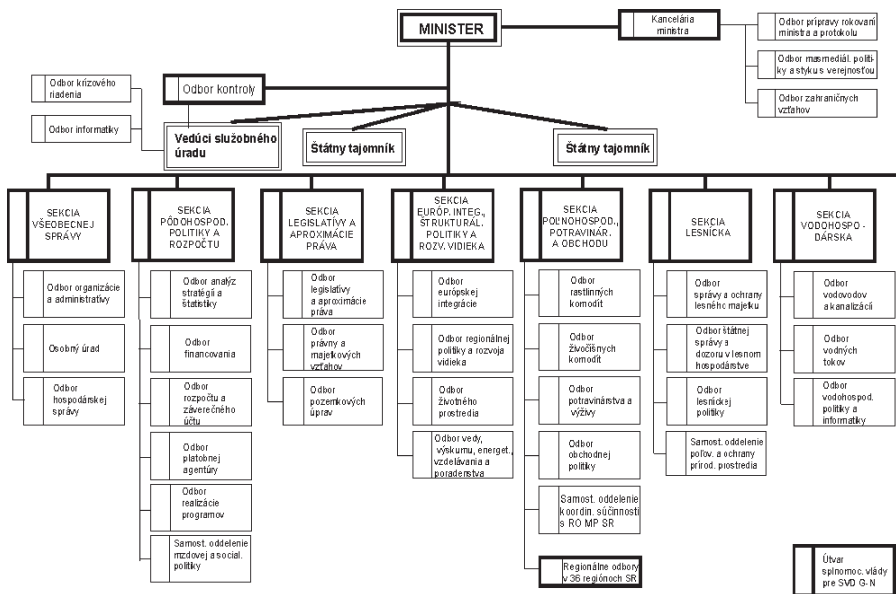 MINISTER
Kancelária
ministra
Odbor prípravy rokovaní
ministra a protokolu
Odbor masmediál. politi-
ky a styku s verejnosťou
Odbor zahraničných
vzťahov
Odbor krízového
riadenia
Odbor informatiky
Odbor kontroly
Vedúci služobného
úradu
Štátny tajomník
Štátny tajomník
SEKCIA
VŠEOBECNEJ
SPRÁVY
Odbor organizácie
a administratívy
Osobný úrad
Odbor
hospodárskej
správy
SEKCIA
PÔDOHOSPOD.
POLITIKY A
ROZPOČTU
Odbor analýz
stratégií a
štatistiky
Odbor
financovania
Odbor
rozpočtu a
záverečného
účtu
Odbor
platobnej
agentúry
Odbor
realizácie
programov
Samost. oddelenie
mzdovej a social.
politiky
SEKCIA
LEGISLATÍVY A
APROXIMÁCIE
PRÁVA
Odbor
legislatívy
a aproximácie
práva
Odbor
právny a
majetkových
vzťahov
Odbor
pozemkových
úprav
SEKCIA
EURÓP. INTEG.,
ŠTRUKTURÁL.
POLITIKY A
ROZV. VIDIEKA
Odbor
európskej
integrácie
Odbor regionálnej
politiky a rozvoja
vidieka
Odbor
životného
prostredia
Odbor vedy,
výskumu, energet.,
vzdelávania a
poradenstva
SEKCIA
POĽNOHOSPOD.,
POTRAVINÁR.
A OBCHODU
Odbor
rastlinných
komodít
Odbor
živočíšnych
komodít
Odbor
potravinárstva a
výživy
Odbor
obchodnej
politiky
Samost. oddelenie
koordin. súčinnosti
s RO MP SR
Regionálne odbory
v 36 regiónoch SR
SEKCIA
LESNÍCKA
Odbor
správy a ochrany
lesného majetku
Odbor štátnej
správy a
dozoru v lesnom
hospodárstve
Odbor
lesníckej
politiky
Samost. oddelenie
poľov. a ochrany
prírod. prostredia
SEKCIA
VODOHOSPO -
DÁRSKA
Odbor
vodovodov
a kanalizácií
Odbor
vodných
tokov
Odbor
vodohospod.
politiky a
informatiky
Útvar
splnomoc. vlády
pre SVD G-N